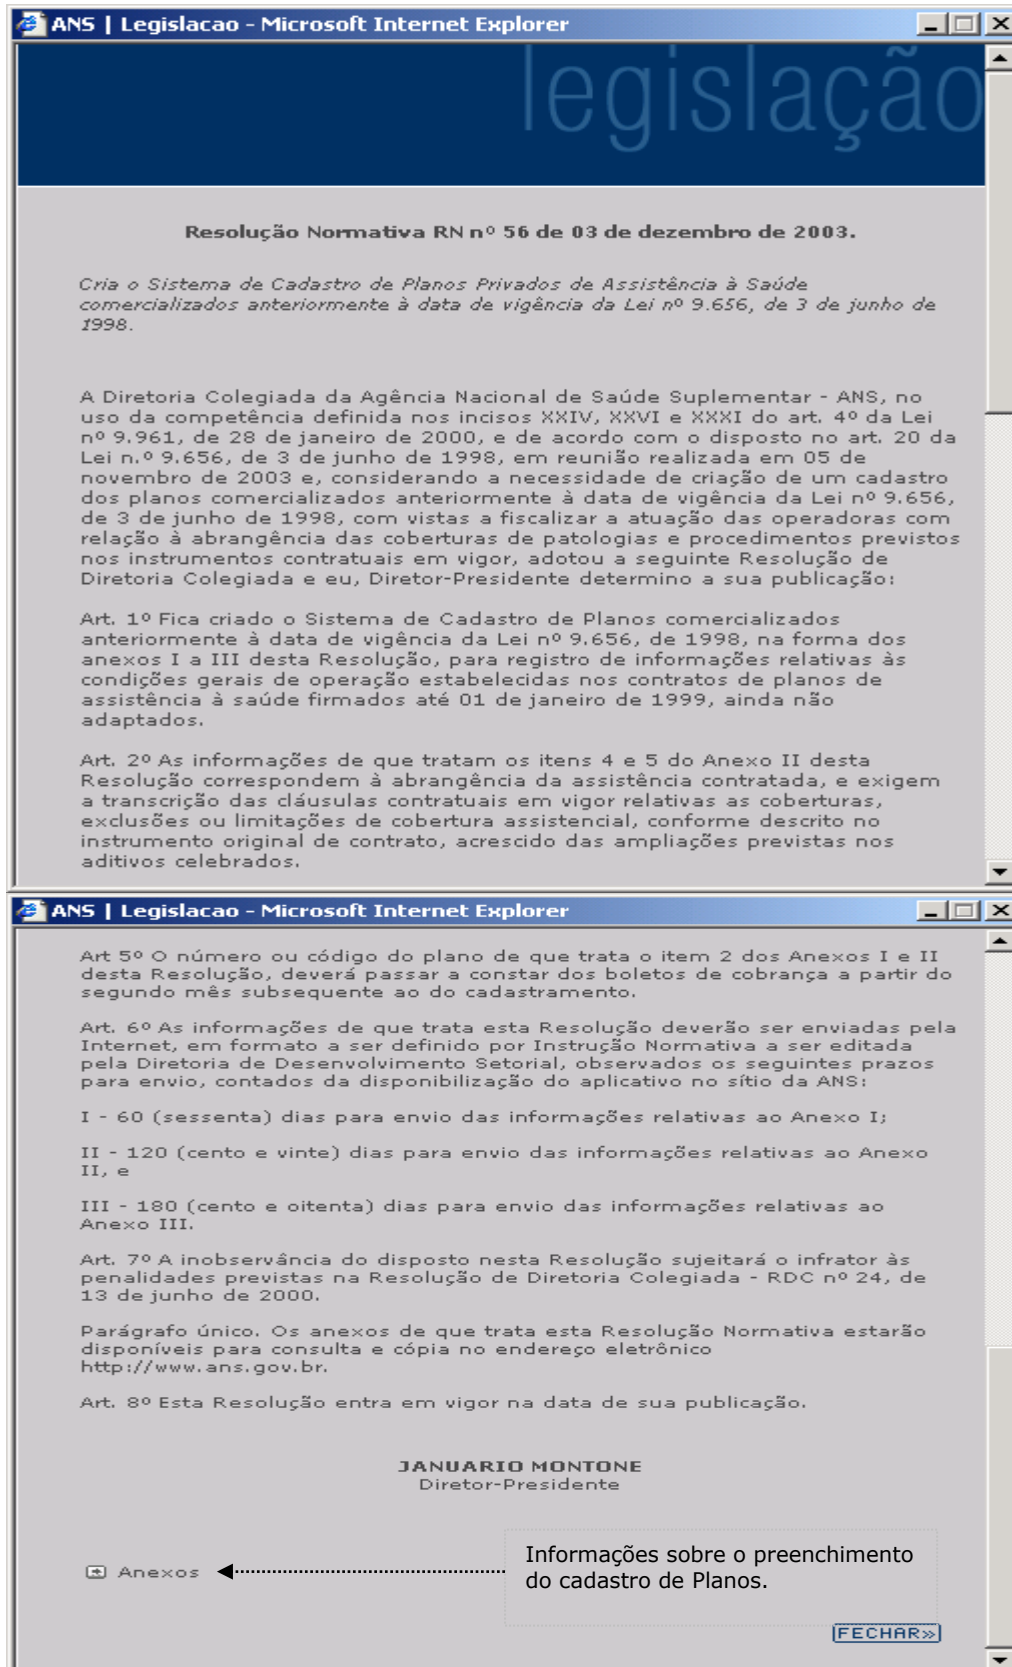 ANS | Legislacao - Microsoft Internet Explorer
legislação
Resolução Normativa RN nº 56 de 03 de dezembro de 2003.
Cria o Sistema de Cadastro de Planos Privados de Assistência à Saúde
comercializados anteriormente à data de vigência da Lei nº 9.656, de 3 de junho de
1998.
A Diretoria Colegiada da Agência Nacional de Saúde Suplementar - ANS, no
uso da competência definida nos incisos XXIV, XXVI e XXXI do art. 4º da Lei
nº 9.961, de 28 de janeiro de 2000, e de acordo com o disposto no art. 20 da
Lei n.º 9.656, de 3 de junho de 1998, em reunião realizada em 05 de
novembro de 2003 e, considerando a necessidade de criação de um cadastro
dos planos comercializados anteriormente à data de vigência da Lei nº 9.656,
de 3 de junho de 1998, com vistas a fiscalizar a atuação das operadoras com
relação à abrangência das coberturas de patologias e procedimentos previstos
nos instrumentos contratuais em vigor, adotou a seguinte Resolução de
Diretoria Colegiada e eu, Diretor-Presidente determino a sua publicação:
Art. 1º Fica criado o Sistema de Cadastro de Planos comercializados
anteriormente à data de vigência da Lei nº 9.656, de 1998, na forma dos
anexos I a III desta Resolução, para registro de informações relativas às
condições gerais de operação estabelecidas nos contratos de planos de
assistência à saúde firmados até 01 de janeiro de 1999, ainda não
adaptados.
Art. 2º As informações de que tratam os itens 4 e 5 do Anexo II desta
Resolução correspondem à abrangência da assistência contratada, e exigem
a transcrição das cláusulas contratuais em vigor relativas as coberturas,
exclusões ou limitações de cobertura assistencial, conforme descrito no
instrumento original de contrato, acrescido das ampliações previstas nos
aditivos celebrados.
ANS | Legislacao - Microsoft Internet Explorer
Art 5º O número ou código do plano de que trata o item 2 dos Anexos I e II
desta Resolução, deverá passar a constar dos boletos de cobrança a partir do
segundo mês subsequente ao do cadastramento.
Art. 6º As informações de que trata esta Resolução deverão ser enviadas pela
Internet, em formato a ser definido por Instrução Normativa a ser editada
pela Diretoria de Desenvolvimento Setorial, observados os seguintes prazos
para envio, contados da disponibilização do aplicativo no sítio da ANS:
I - 60 (sessenta) dias para envio das informações relativas ao Anexo I;
II - 120 (cento e vinte) dias para envio das informações relativas ao Anexo
II, e
III - 180 (cento e oitenta) dias para envio das informações relativas ao
Anexo III.
Art. 7º A inobservância do disposto nesta Resolução sujeitará o infrator às
penalidades previstas na Resolução de Diretoria Colegiada - RDC nº 24, de
13 de junho de 2000.
Parágrafo único. Os anexos de que trata esta Resolução Normativa estarão
disponíveis para consulta e cópia no endereço eletrônico
http://www.ans.gov.br.
Art. 8º Esta Resolução entra em vigor na data de sua publicação.
JANUARIO MONTONE
Diretor-Presidente
Informações sobre o preenchimento
do cadastro de Planos.
Anexos
FECHAR»